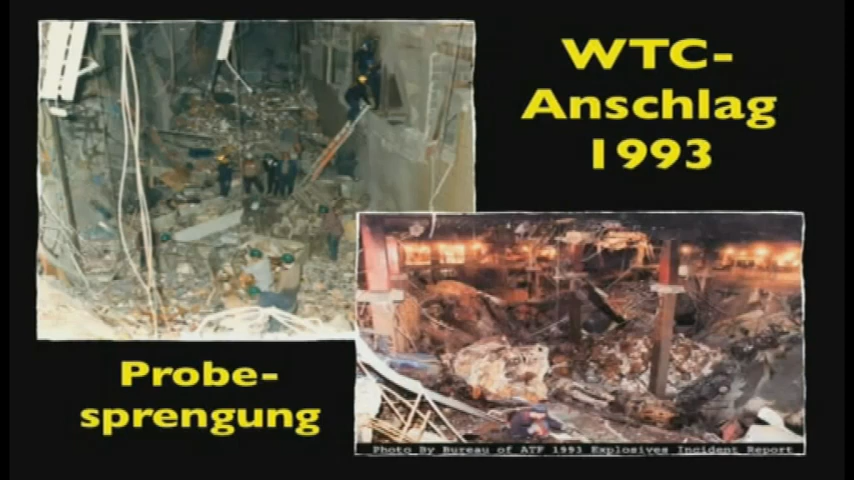 WTC-
Anschlag
1993
Probe-
sprengung
Photo By Bureau of ATF 1993 Explosives Incident Report